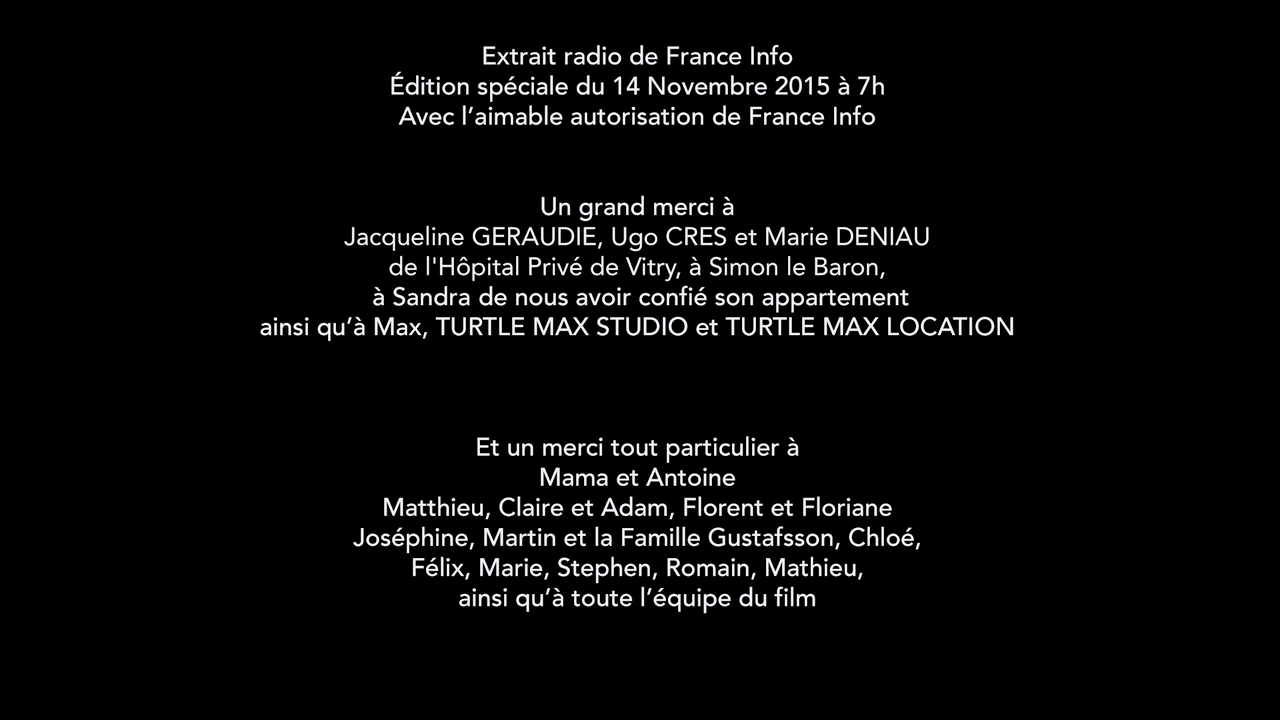 Extrait radio de France Info
Édition spéciale du 14 Novembre 2015 à 7h
Avec l’aimable autorisation de France Info
Un grand merci à
Jacqueline GERAUDIE, Ugo CRES et Marie DENIAU
de l'Hôpital Privé de Vitry, à Simon le Baron,
à Sandra de nous avoir confié son appartement
ainsi qu’à Max, TURTLE MAX STUDIO et TURTLE MAX LOCATION
Et un merci tout particulier à
Mama et Antoine
Matthieu, Claire et Adam, Florent et Floriane
Joséphine, Martin et la Famille Gustafsson, Chloé,
Félix, Marie, Stephen, Romain, Mathieu,
ainsi qu’à toute l’équipe du film